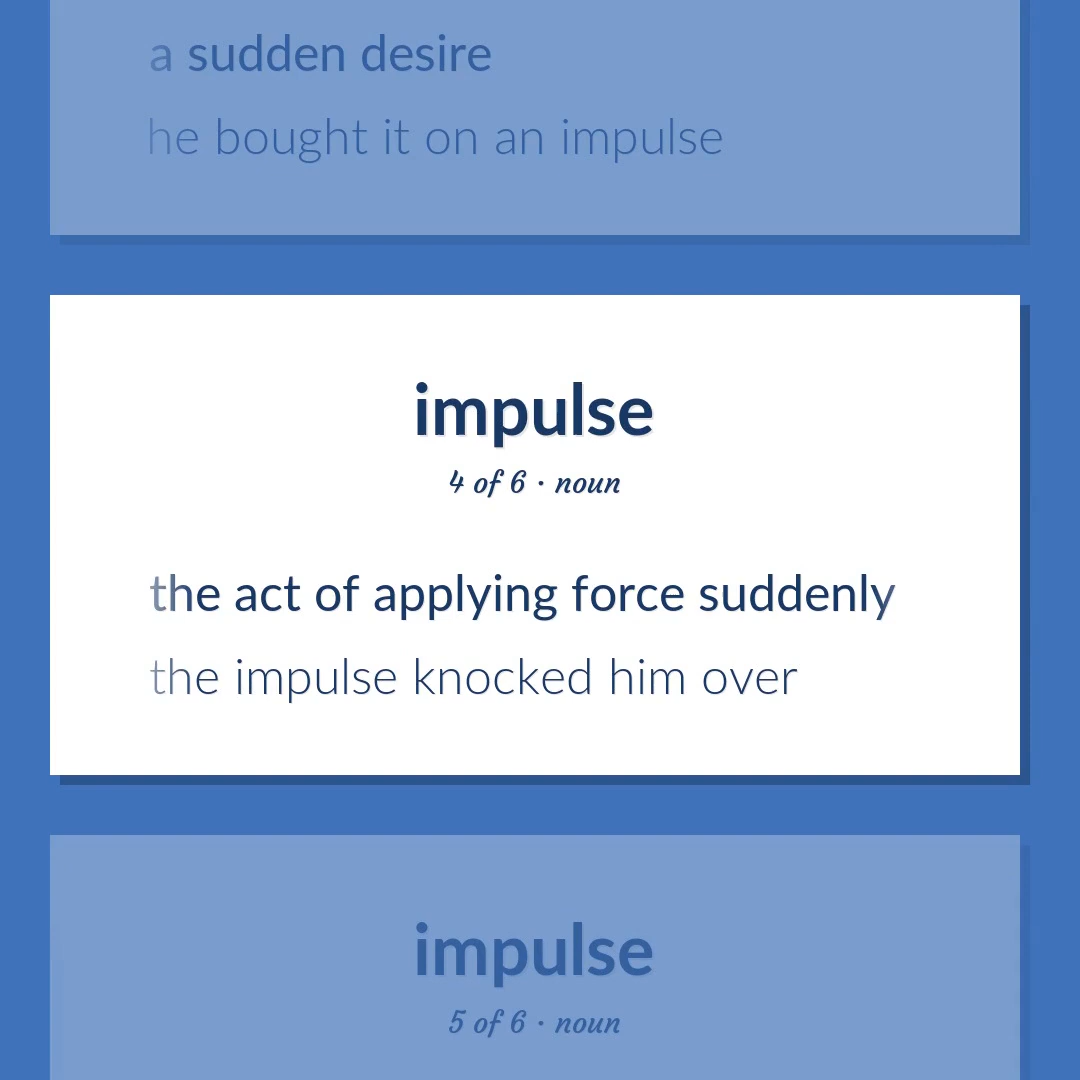 a sudden desire
he bought it on an impulse
impulse
4 of 6 · noun
the act of applying force suddenly
the impulse knocked him over
impulse
5 of 6 · noun